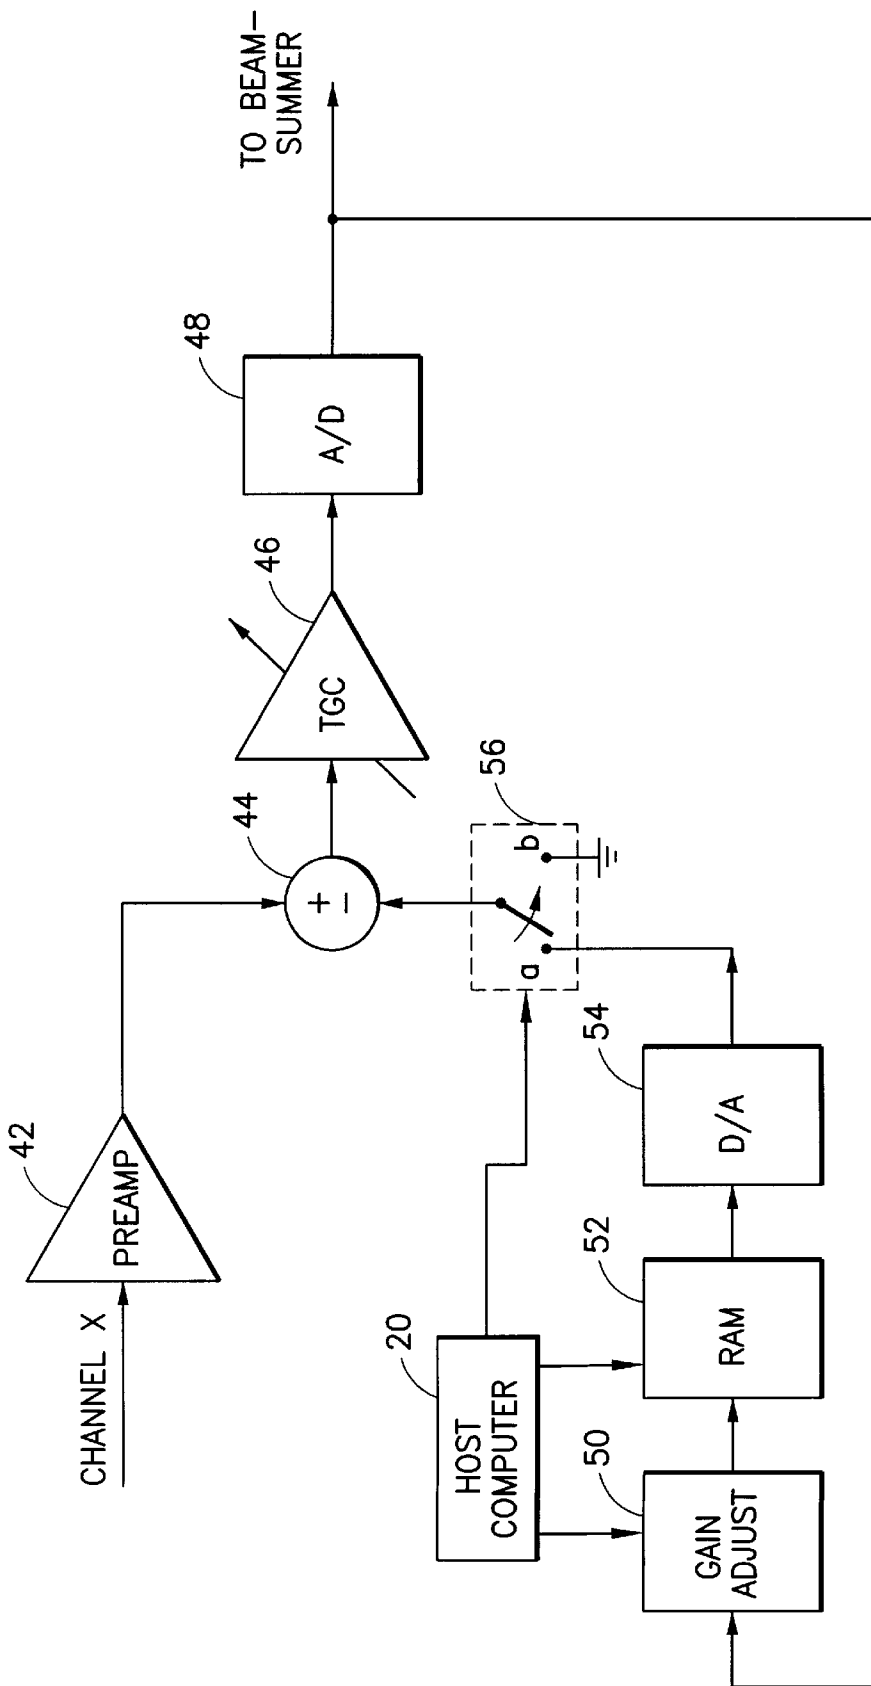 CHANNEL X
PREAMP
42
+
−
44
TGC
46
A/D
48
TO BEAM-
SUMMER
HOST
COMPUTER
20
a
b
56
GAIN
ADJUST
50
RAM
52
D/A
54